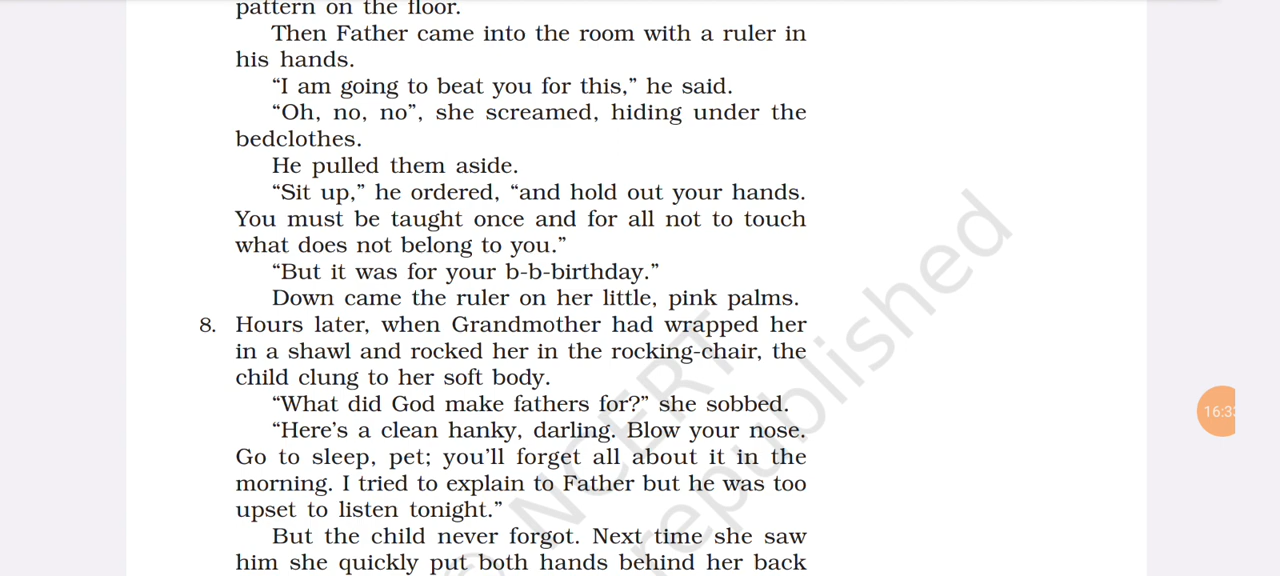 pattern on the floor.
Then Father came into the room with a ruler in
his hands.
“I am going to beat you for this,” he said.
“Oh, no, no”, she screamed, hiding under the
bedclothes.
He pulled them aside.
“Sit up,” he ordered, “and hold out your hands.
You must be taught once and for all not to touch
what does not belong to you.”
“But it was for your b-b-birthday.”
Down came the ruler on her little, pink palms.
8. Hours later, when Grandmother had wrapped her
in a shawl and rocked her in the rocking-chair, the
child clung to her soft body.
“What did God make fathers for?” she sobbed.
“Here’s a clean hanky, darling. Blow your nose.
Go to sleep, pet; you’ll forget all about it in the
morning. I tried to explain to Father but he was too
upset to listen tonight.”
But the child never forgot. Next time she saw
him she quickly put both hands behind her back
NCERT
republished